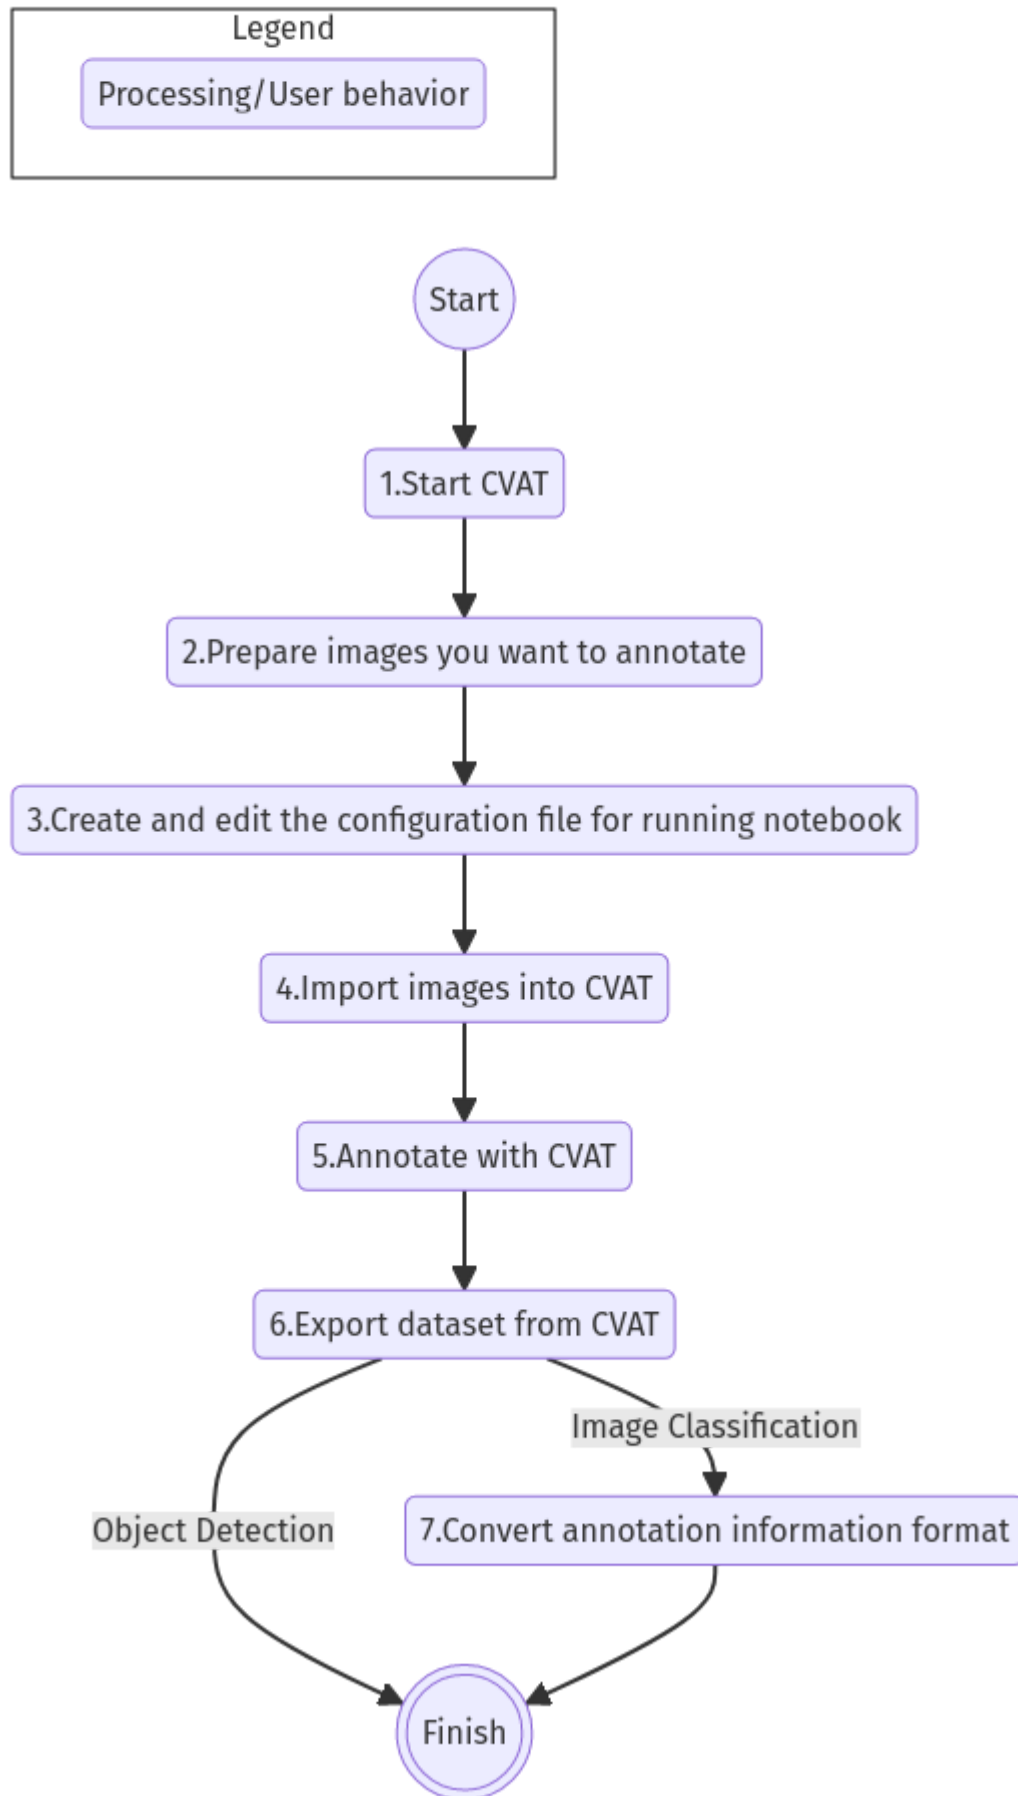 Legend
Processing/User behavior
Start
1.Start CVAT
2.Prepare images you want to annotate
3.Create and edit the configuration file for running notebook
4.Import images into CVAT
5.Annotate with CVAT
6.Export dataset from CVAT
Image Classification
Object Detection
7.Convert annotation information format
Finish